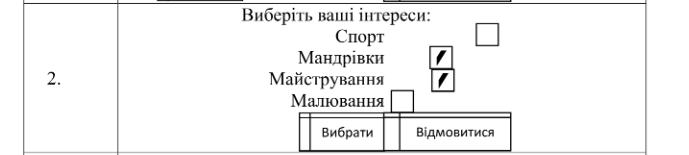 Виберіть ваші інтереси:
Спорт
Мандрівки
2.
Майстрування
Малювання
Вибрати Відмовитися